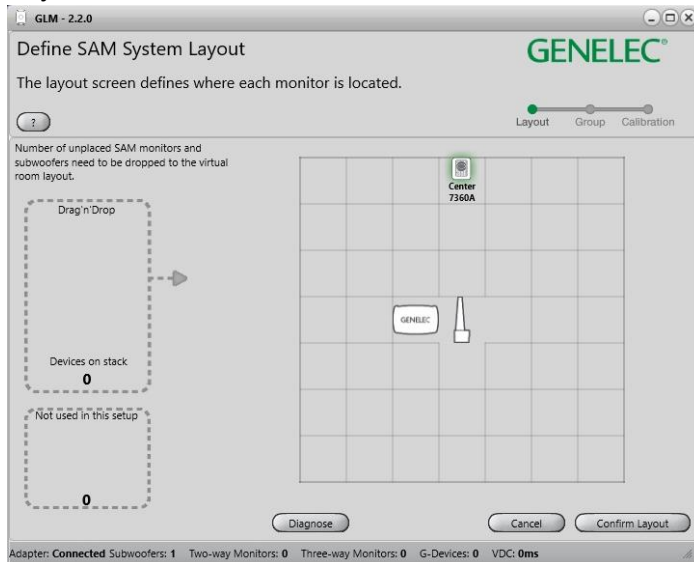 GLM - 2.2.0
Define SAM System Layout
GENELEC®
The layout screen defines where each monitor is located.
?
Layout Group Calibration
Number of unplaced SAM monitors and
subwoofers need to be dropped to the virtual
room layout.
Drag'n'Drop
Devices on stack
0
Not used in this setup
0
Center
7360A
GENELEC
Diagnose
Cancel
Confirm Layout
Adapter: Connected Subwoofers: 1 Two-way Monitors: 0 Three-way Monitors: 0 G-Devices: 0 VDC: 0ms